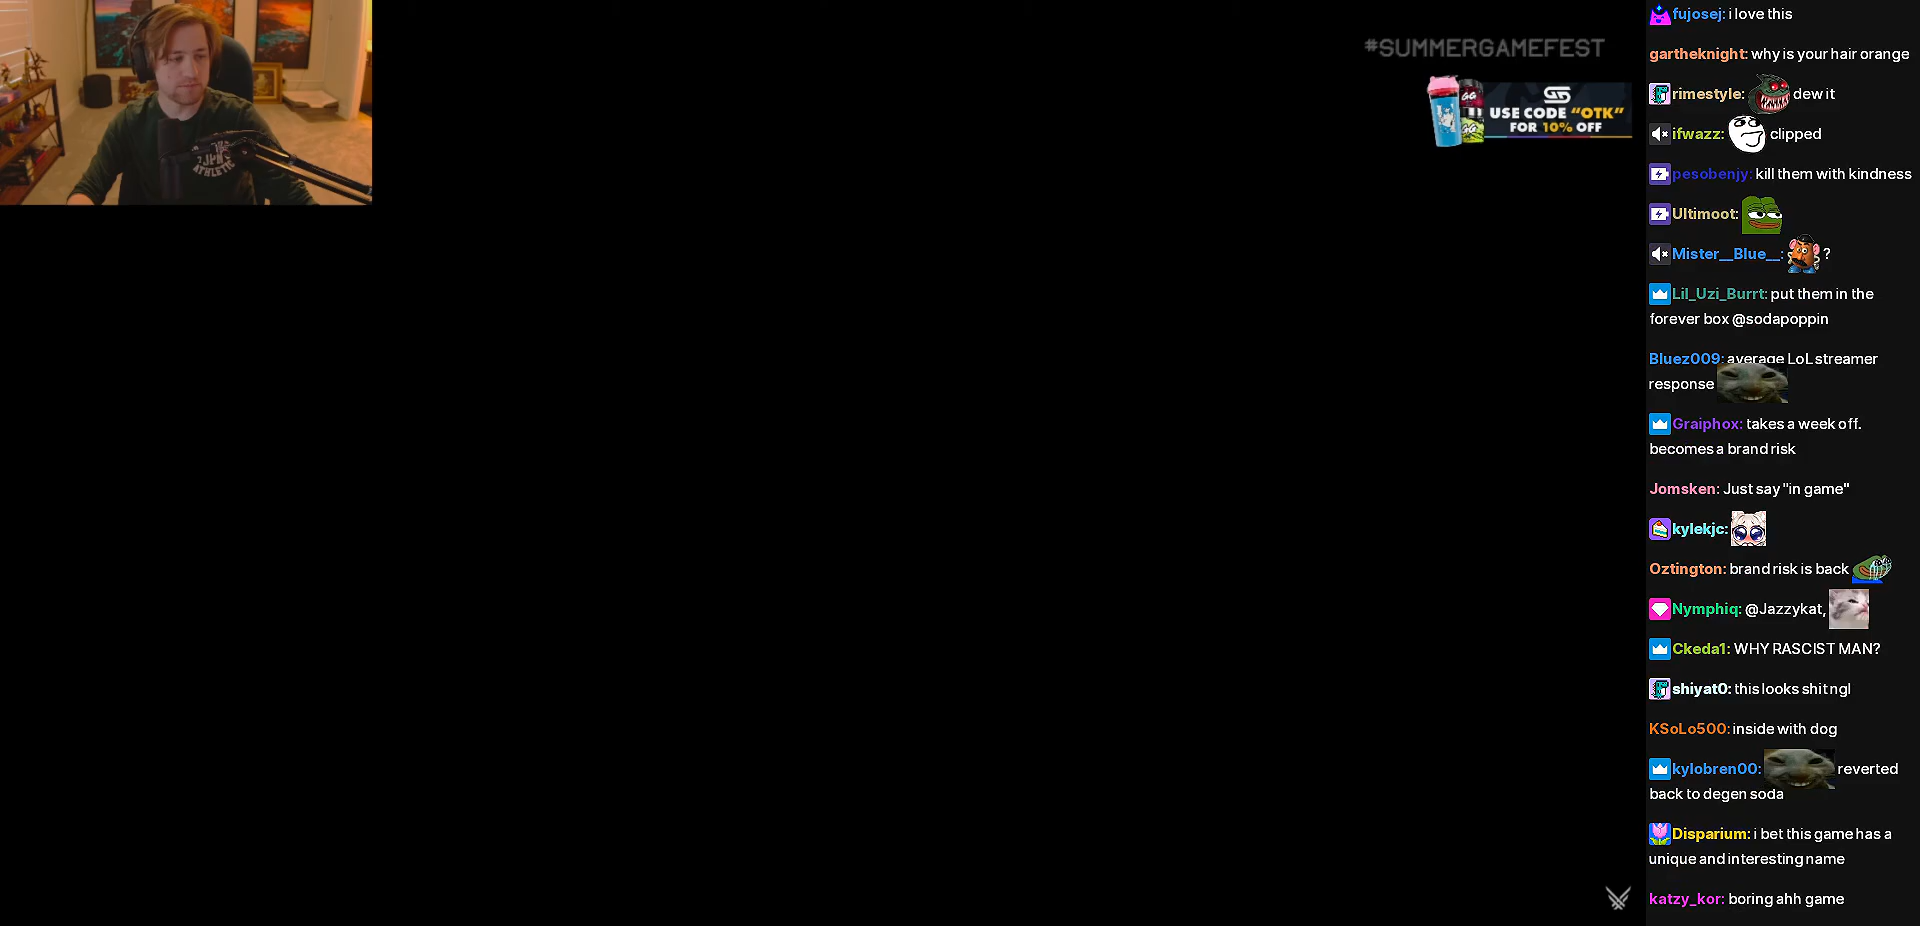 #SUMMERGAMEFEST
GG
GG
USE CODE "OTK"
FOR 10% OFF
ATHLETIC
fujosej: i love this
gartheknight: why is your hair orange
rimestyle: dew it
ifwazz: clipped
pesobenjy: kill them with kindness
Ultimoot:
Mister__Blue__: ?
Lil_Uzi_Burrt: put them in the
forever box @sodapoppin
Bluez009: average LoL streamer
response
Graiphox: takes a week off.
becomes a brand risk
Jomsken: Just say "in game"
kylekjc:
Oztington: brand risk is back
Nymphiq: @Jazzykat,
Ckeda1: WHY RASCIST MAN?
shiyat0: this looks shit ngl
KSoLo500: inside with dog
kylobren00: reverted
back to degen soda
Disparium: i bet this game has a
unique and interesting name
katzy_kor: boring ahh game